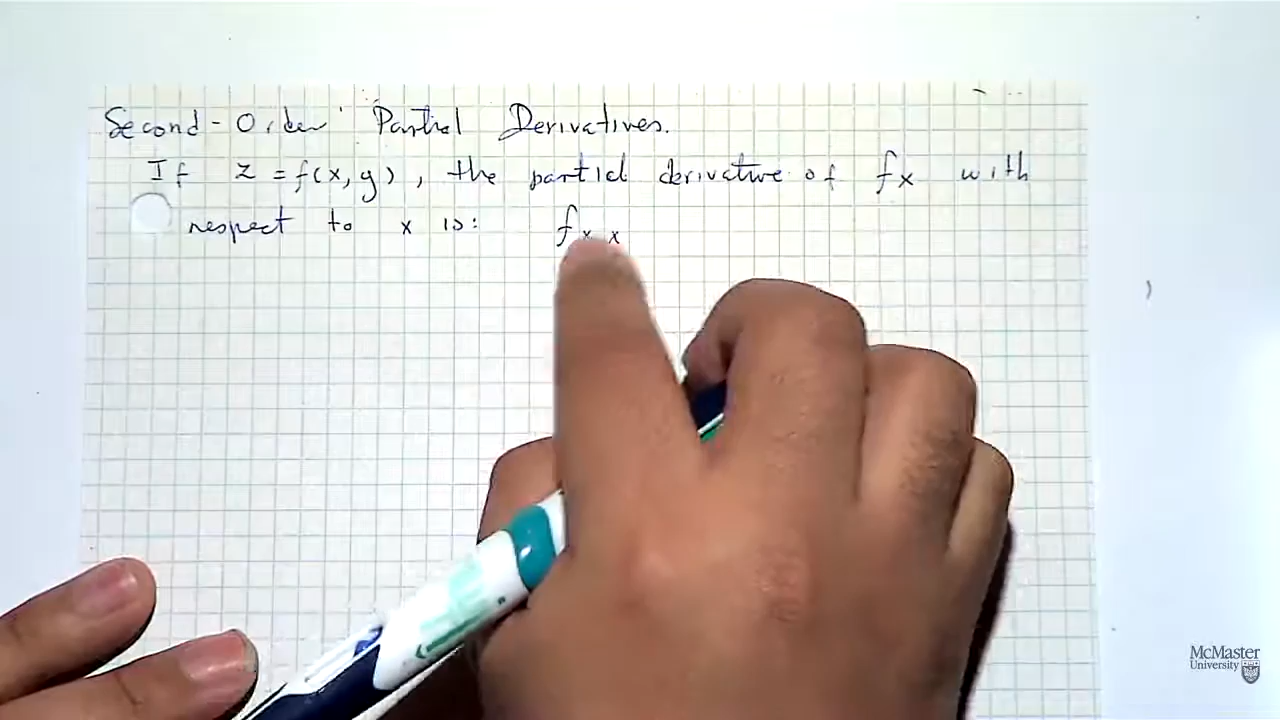 Second-Order Partial Derivatives.
If z = f(x,y), the partial derivative of fx with
respect to x is: fxx
McMaster
University